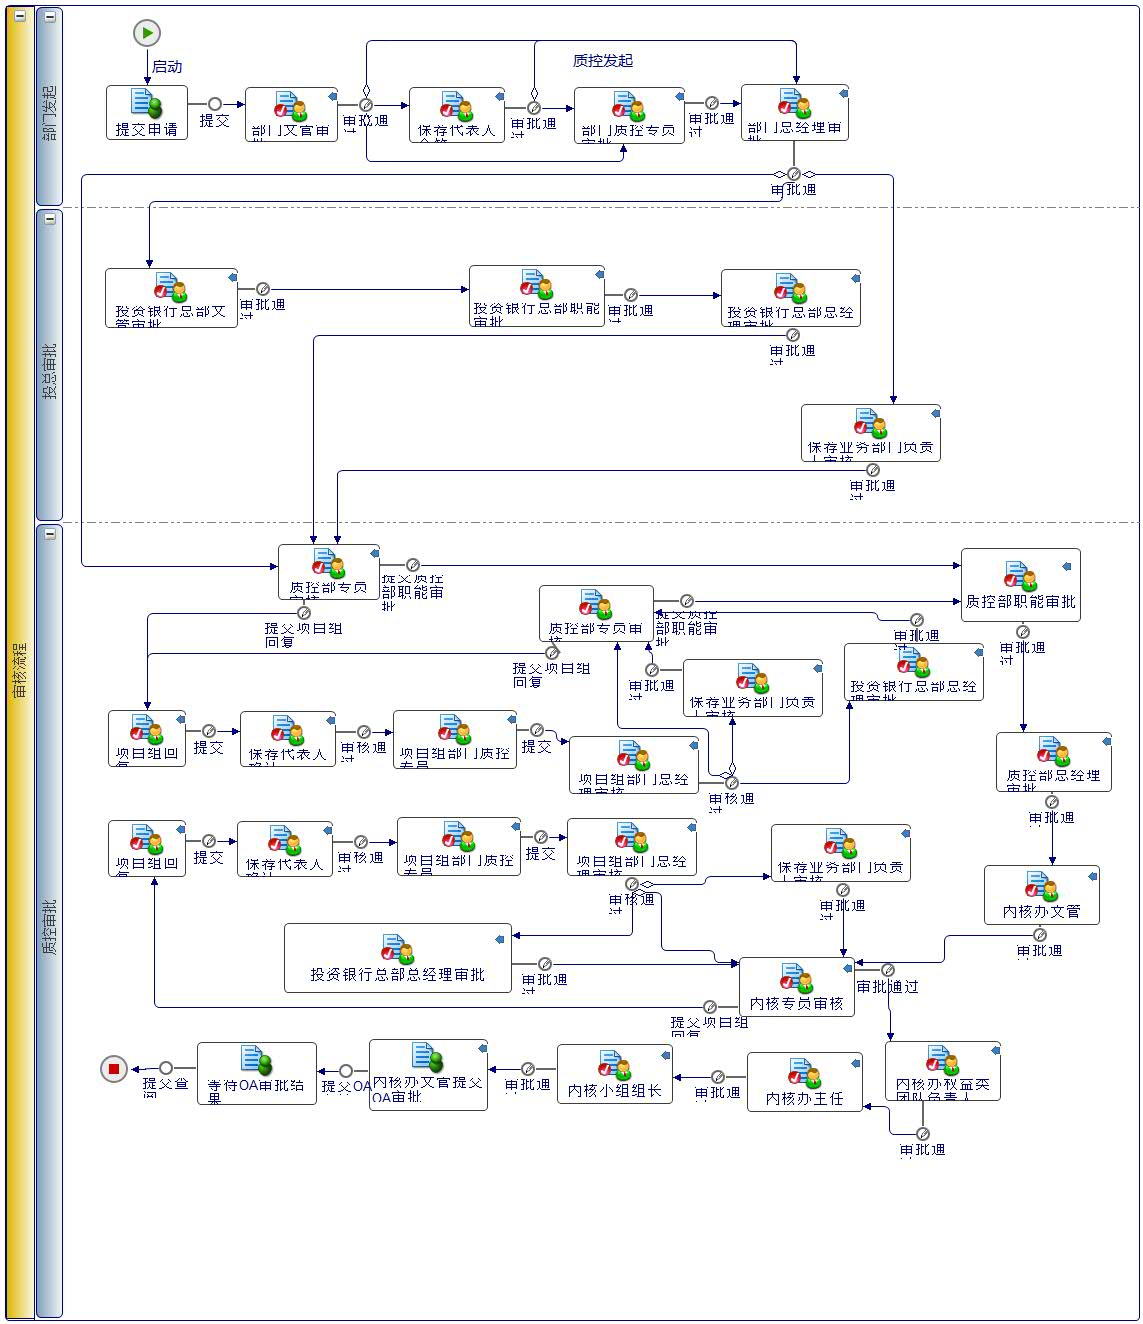 审核流程
部门发起
投总审批
质控审批
启动
质控发起
提交申请
提交
部门文管审
审批通
过
保存代表人
审批通
过
部门质控专员
审批
审批通
过
部门总经理审
批
审批通
投资银行总部文
管审批
审批通
过
投资银行总部职能
审批
审批通
过
投资银行总部总经
理审批
审批通
过
保存业务部门负责
人审核
审批通
过
质控部专员
审核
提交质控
部职能审
批
提交项目组
回复
质控部专员审
核
提交质控
部职能审
批
提交项目组
回复
质控部职能审批
审批通
过
审批通
过
审批通
过
保存业务部门负责
人审核
投资银行总部总经
理审批
项目组回
复
提交
保存代表人
确认
审核通
过
项目组部门质控
专员
提交
项目组部门总经
理审核
审核通
过
质控部总经理
审批
审批通
过
项目组回
复
提交
保存代表人
确认
审核通
过
项目组部门质控
专员
提交
项目组部门总经
理审核
审核通
过
保存业务部门负责
人审核
审批通
过
内核办文管
审批通
过
投资银行总部总经理审批
审批通
过
内核专员审核
审批通过
提交项目组
内核办权益类
团队负责人
审批通
内核办主任
审批通
内核小组组长
审批通
内核办文管提交
OA审批
提交OA
等待OA审批结
果
提交查
阅